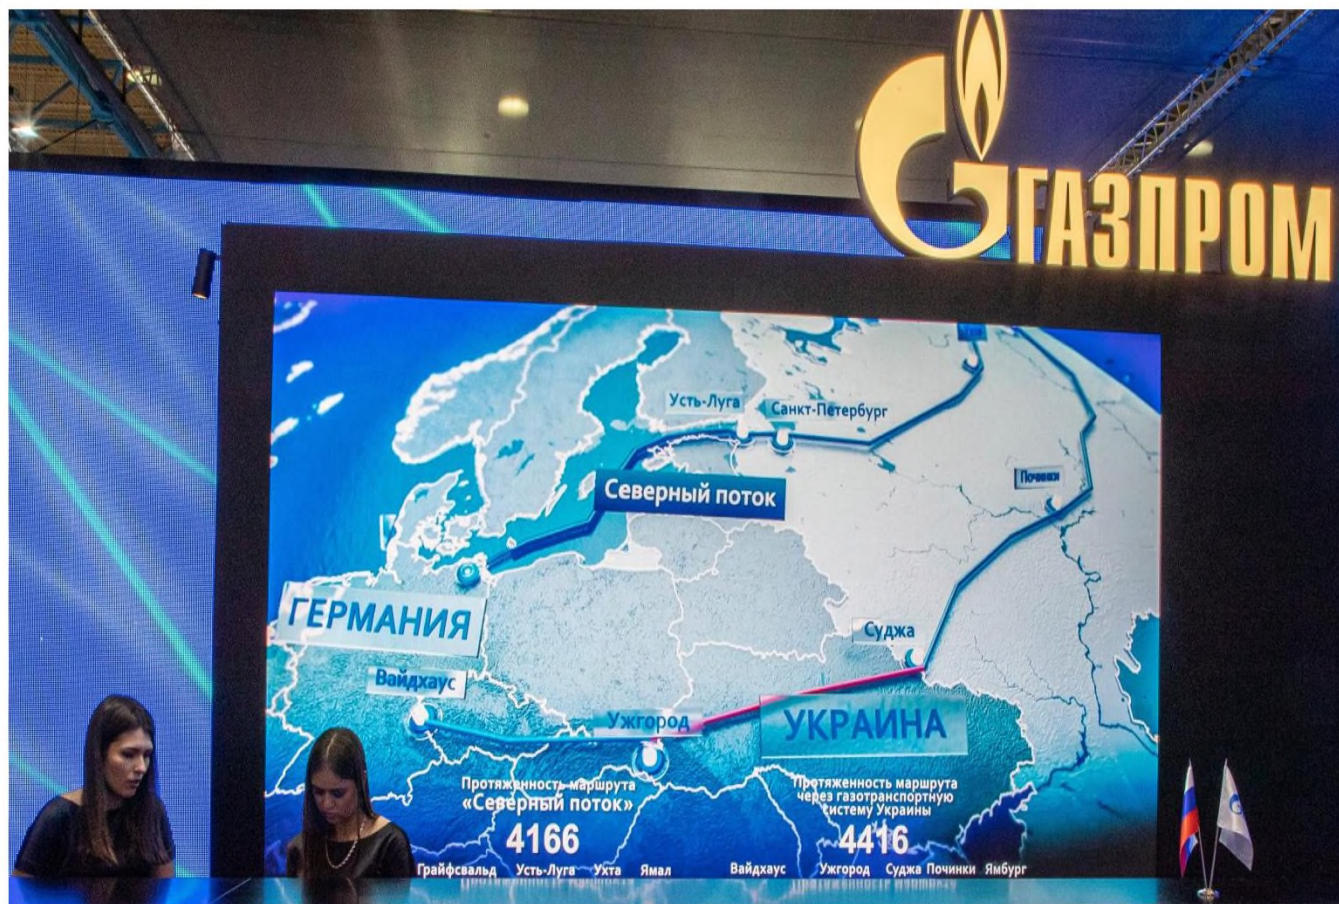 ГАЗПРОМ
Усть-Луга
Санкт-Петербург
Починки
Северный поток
ГЕРМАНИЯ
Суджа
Вайдхаус
Ужгород
УКРАИНА
Протяженность маршрута
«Северный поток»
4166
Грайфсвальд Усть-Луга Ухта Ямал
Протяженность маршрута
через газотранспортную
систему Украины
4416
Вайдхаус Ужгород Суджа Починки Ямбург